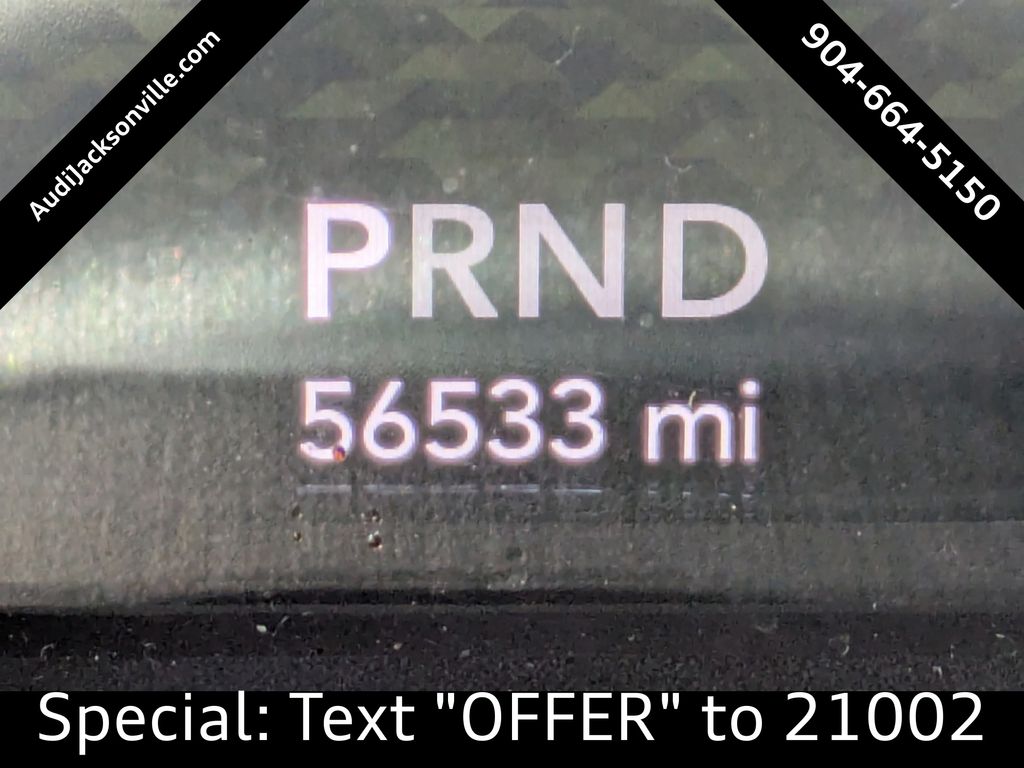 AudiJacksonville.com
904-664-5150
PRND
56533 mi
Special: Text "OFFER" to 21002